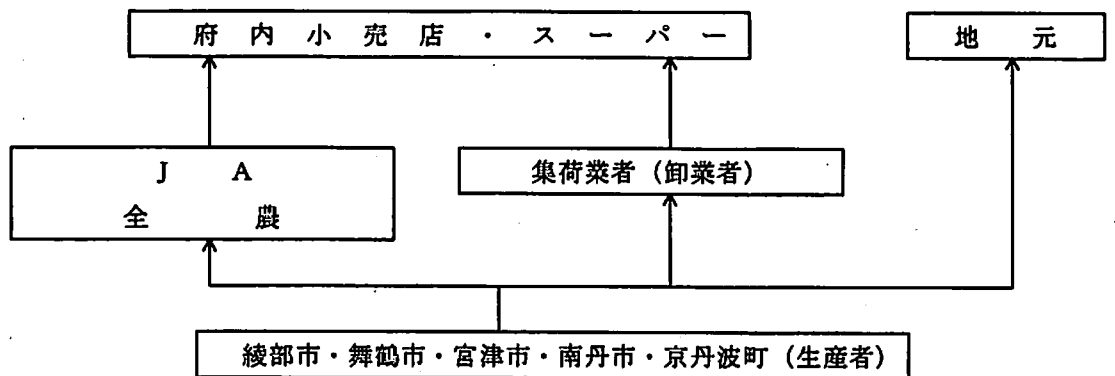 府内小売店・スーパー
地元
JA
全農
集荷業者（卸業者）
綾部市・舞鶴市・宮津市・南丹市・京丹波町（生産者）